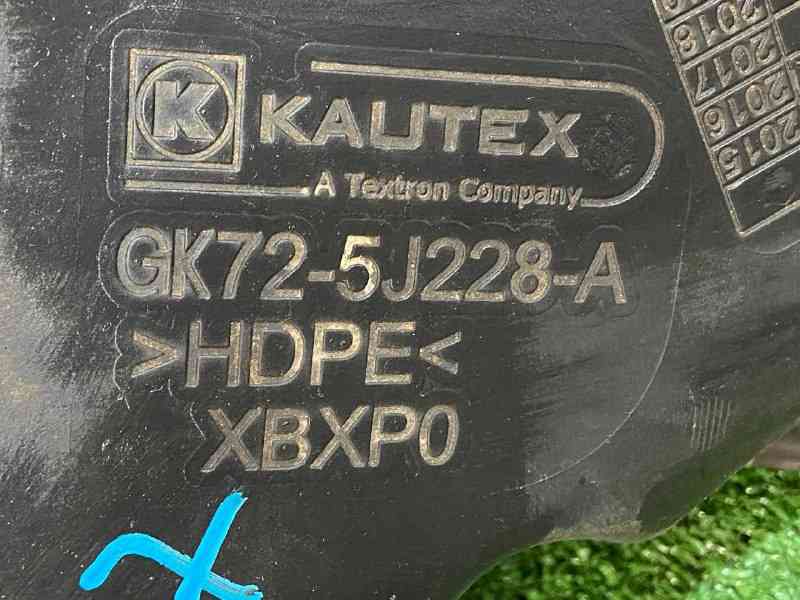 K KAUTEX
A Textron Company
GK72-5J228-A
>HDPE<
XBXP0
2018
2017
2016
2015